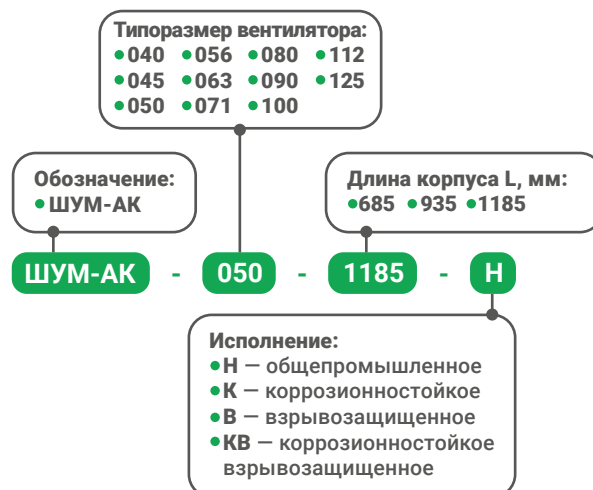 Типоразмер вентилятора:
• 040 • 056 • 080 • 112
• 045 • 063 • 090 • 125
• 050 • 071 • 100
Обозначение:
• ШУМ-АК
Длина корпуса L, мм:
• 685 • 935 • 1185
ШУМ-АК - 050 - 1185 - Н
Исполнение:
• Н — общепромышленное
• К — коррозионностойкое
• В — взрывозащищенное
• КВ — коррозионностойкое
взрывозащищенное